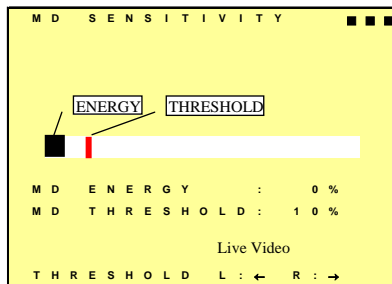 MD SENSITIVITY
ENERGY THRESHOLD
MD ENERGY : 0%
MD THRESHOLD: 10%
Live Video
THRESHOLD L:← R:→